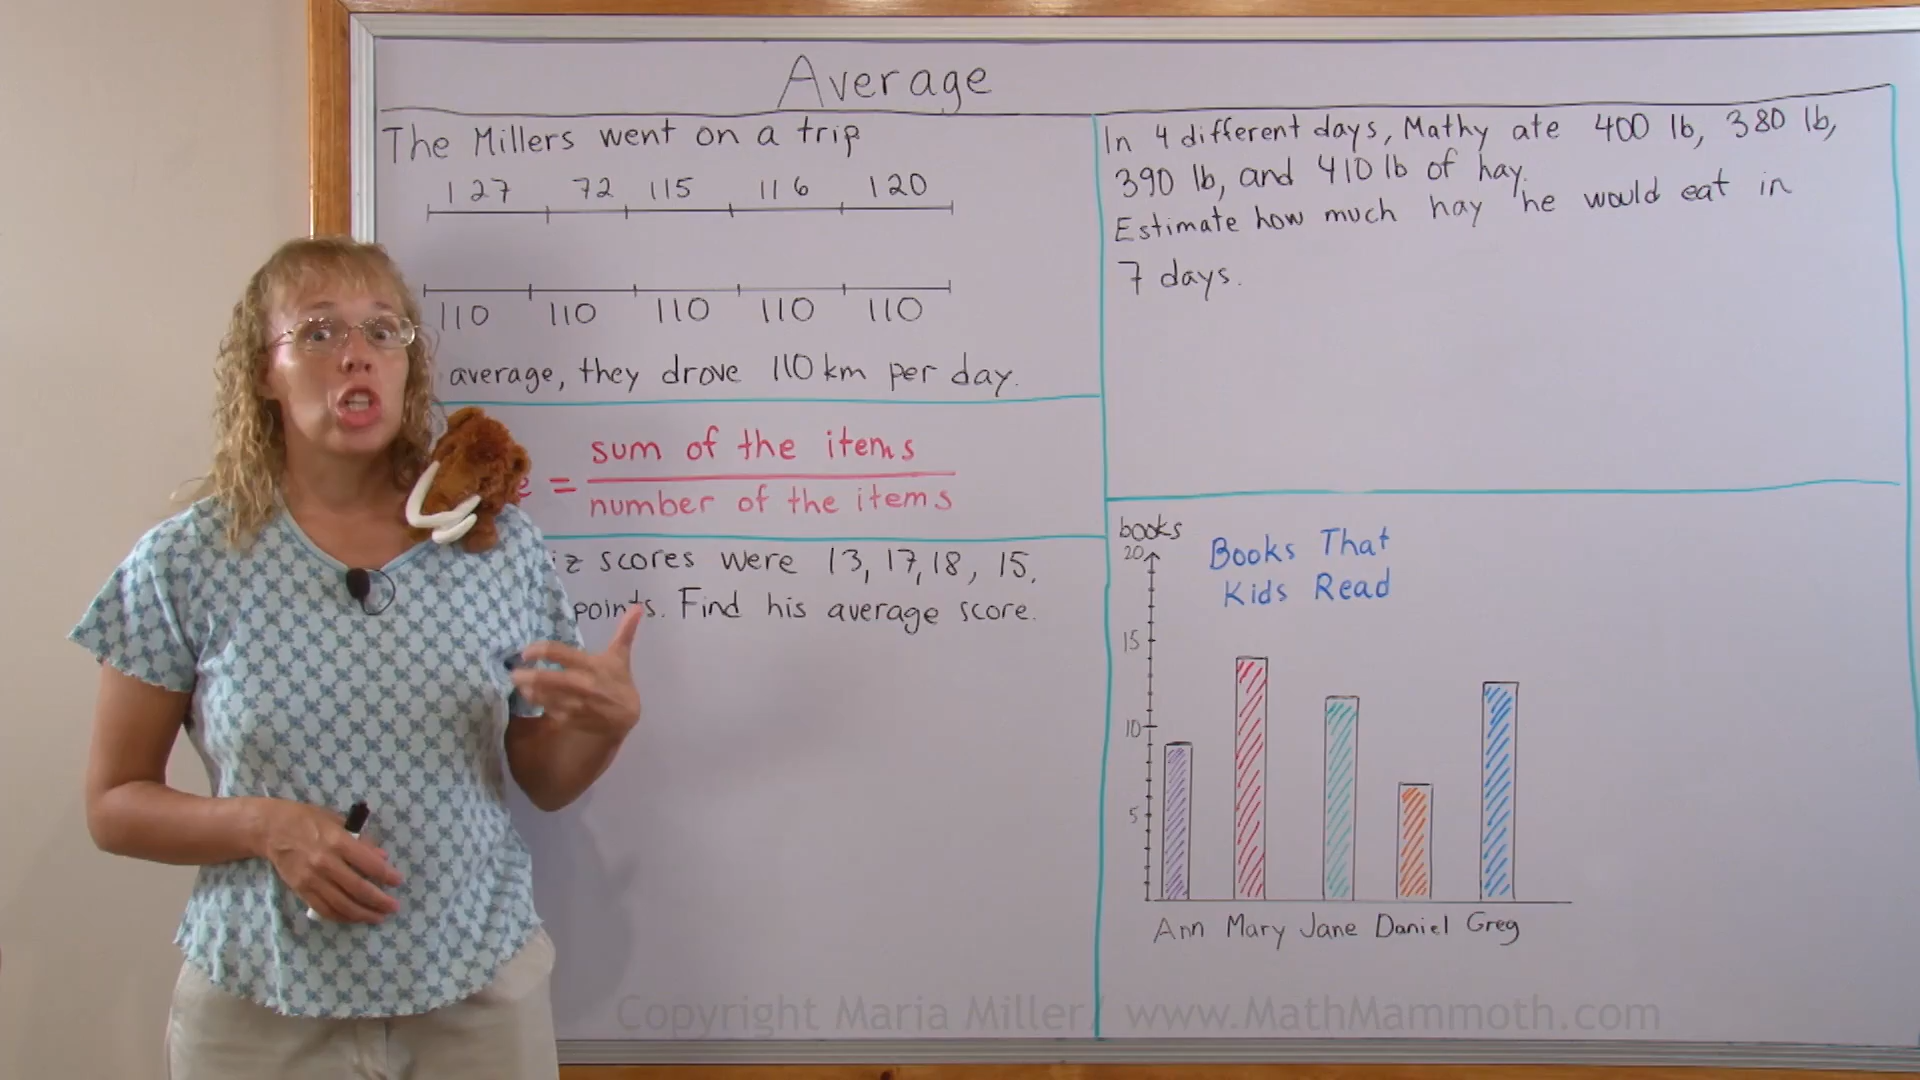 Average
The Millers went on a trip
127 72 115 116 120
110 110 110 110 110
average, they drove 110 km per day.
= sum of the items
number of the items
scores were 13, 17, 18, 15,
points. Find his average score.
In 4 different days, Mathy ate 400 lb, 380 lb,
390 lb, and 410 lb of hay.
Estimate how much hay he would eat in
7 days.
books
20
Books That
Kids Read
15
10
5
Ann Mary Jane Daniel Greg
Copyright Maria Miller / www.MathMammoth.com